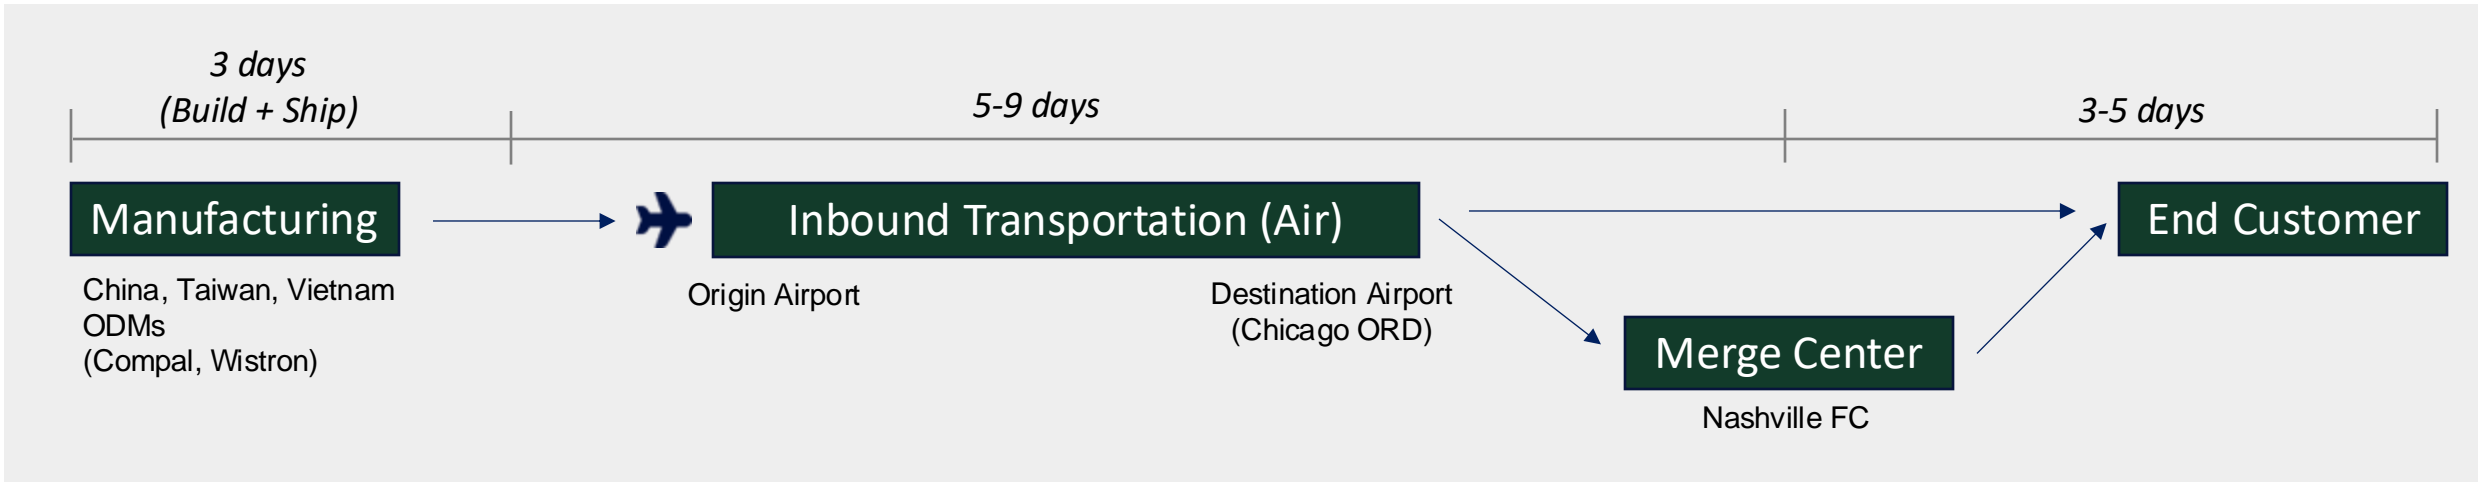 3 days
(Build + Ship)
5-9 days
3-5 days
Manufacturing
Inbound Transportation (Air)
End Customer
China, Taiwan, Vietnam
ODMs
(Compal, Wistron)
Origin Airport
Destination Airport
(Chicago ORD)
Merge Center
Nashville FC